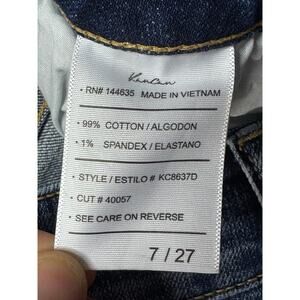 KanCan
· RN# 144635 MADE IN VIETNAM
· 99% COTTON / ALGODON
· 1% SPANDEX / ELASTANO
· STYLE / ESTILO # KC8637D
· CUT # 40057
· SEE CARE ON REVERSE
7 / 27